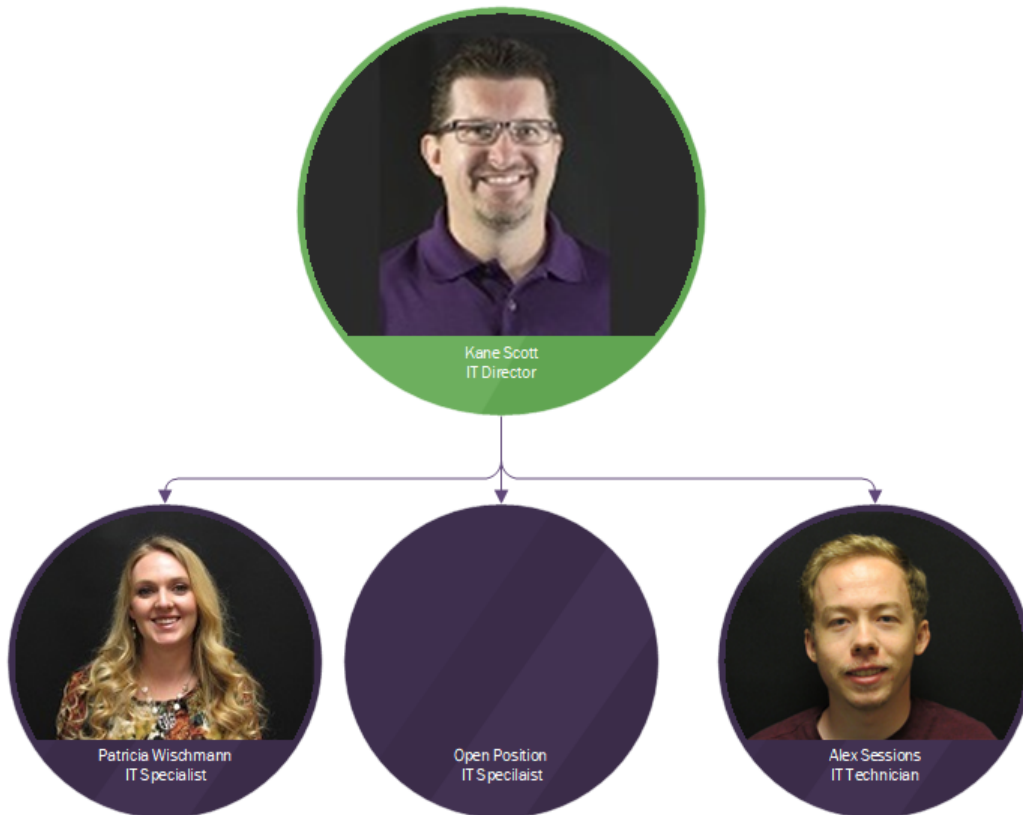 Kane Scott
IT Director
Patricia Wischmann
IT Specialist
Open Position
IT Specilaist
Alex Sessions
IT Technician